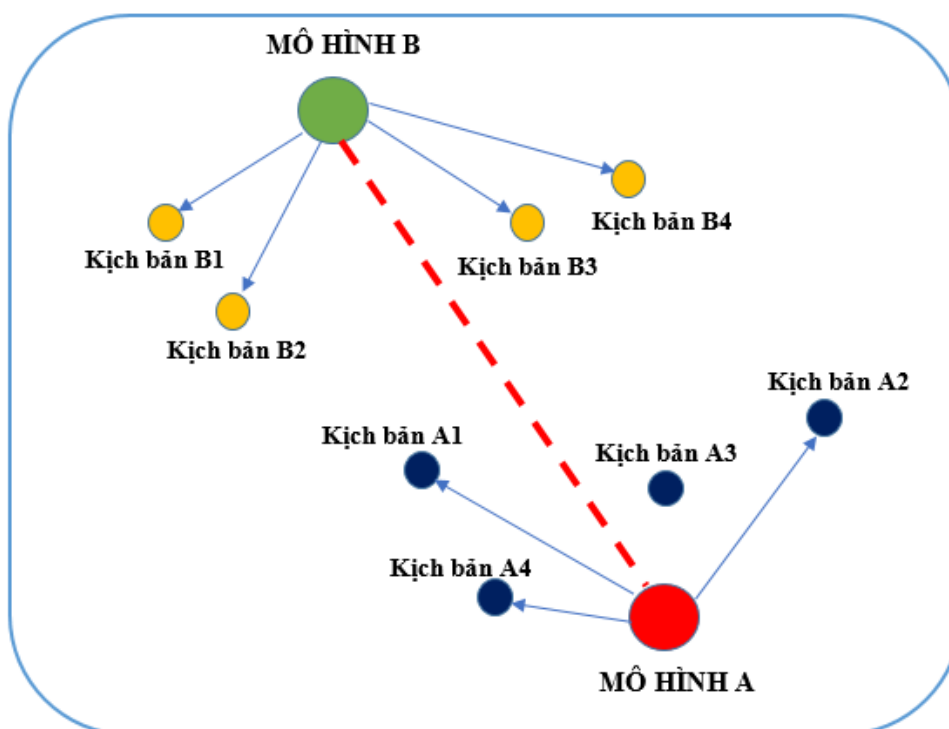 MÔ HÌNH B
Kịch bản B4
Kịch bản B1
Kịch bản B3
Kịch bản B2
Kịch bản A2
Kịch bản A1
Kịch bản A3
Kịch bản A4
MÔ HÌNH A